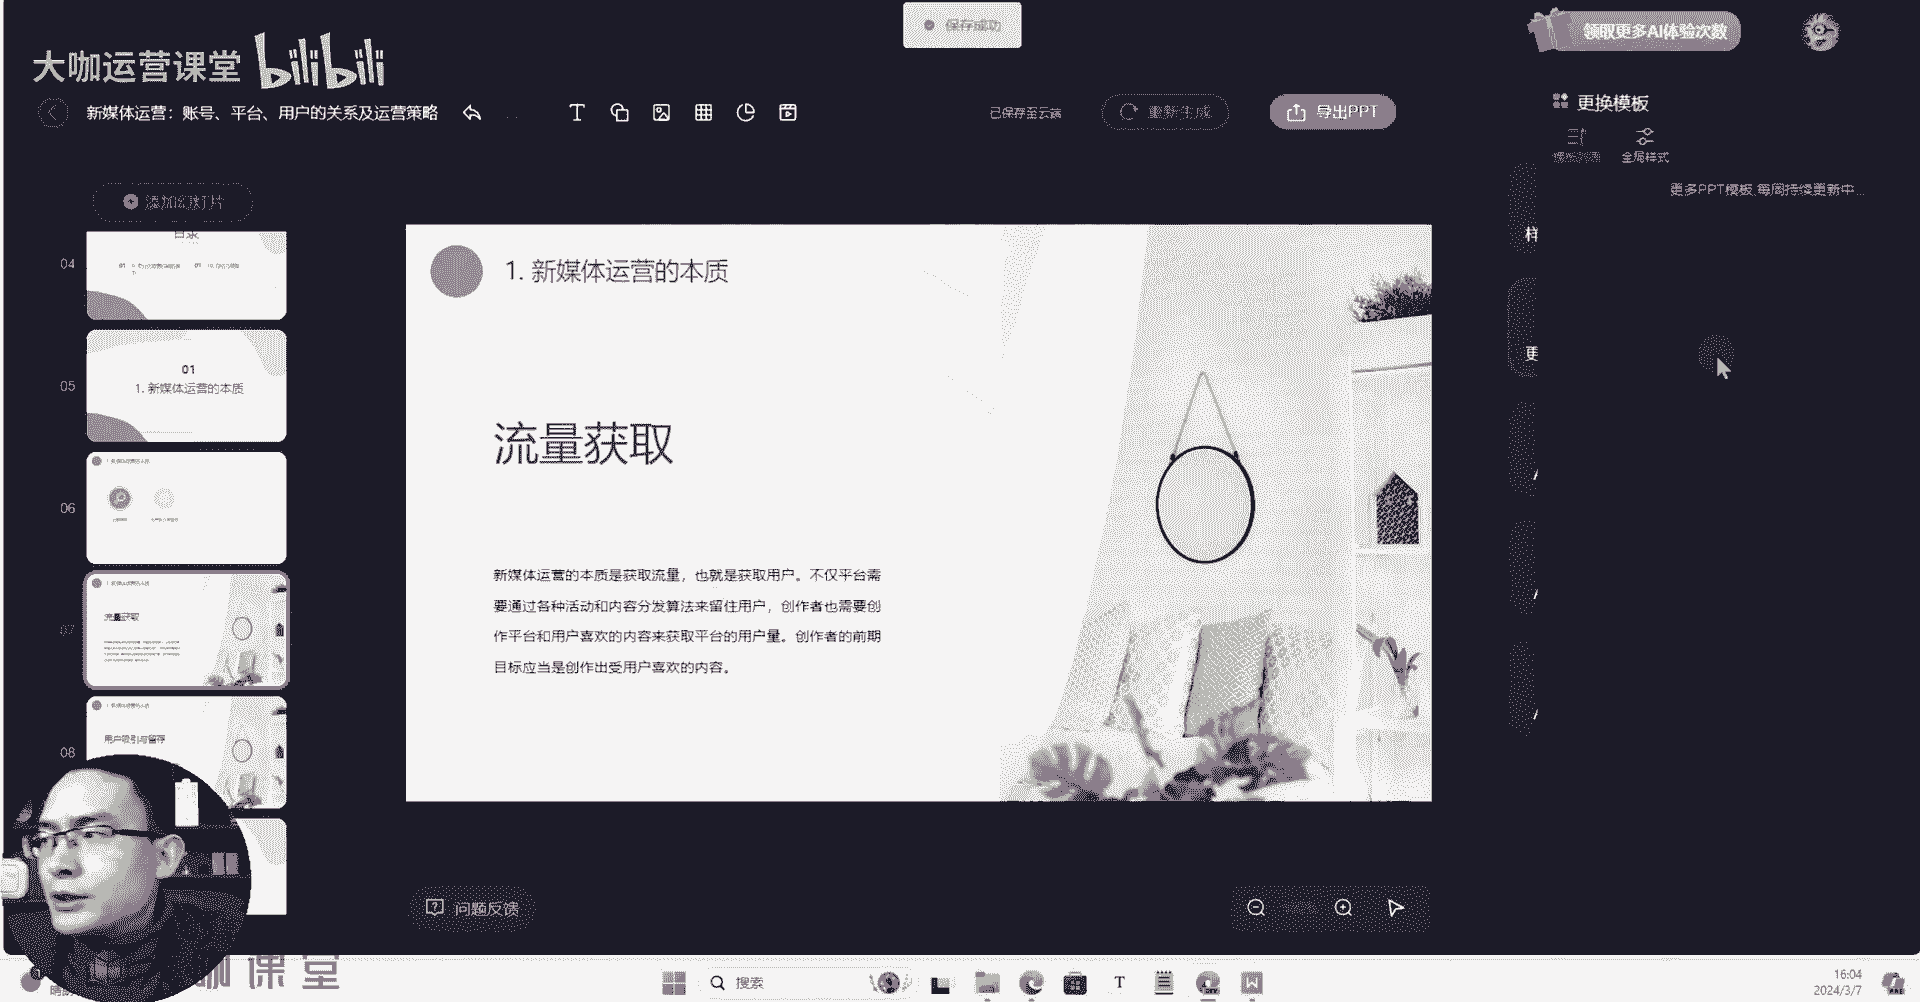 保存成功
领取更多AI体验次数
大咖运营课堂 bilibili
新媒体运营：账号、平台、用户的关系及运营策略
已保存至云端
重新生成
导出PPT
更换模板
全局样式
更多PPT模板,每周持续更新中...
添加幻灯片
样
更
04
目录
05
01
1. 新媒体运营的本质
06
07
流量获取
08
用户吸引与留存
1. 新媒体运营的本质
流量获取
新媒体运营的本质是获取流量，也就是获取用户。不仅平台需
要通过各种活动和内容分发算法来留住用户，创作者也需要创
作平台和用户喜欢的内容来获取平台的用户量。创作者的前期
目标应当是创作出受用户喜欢的内容。
问题反馈
课堂
搜索
16:04
2024/3/7